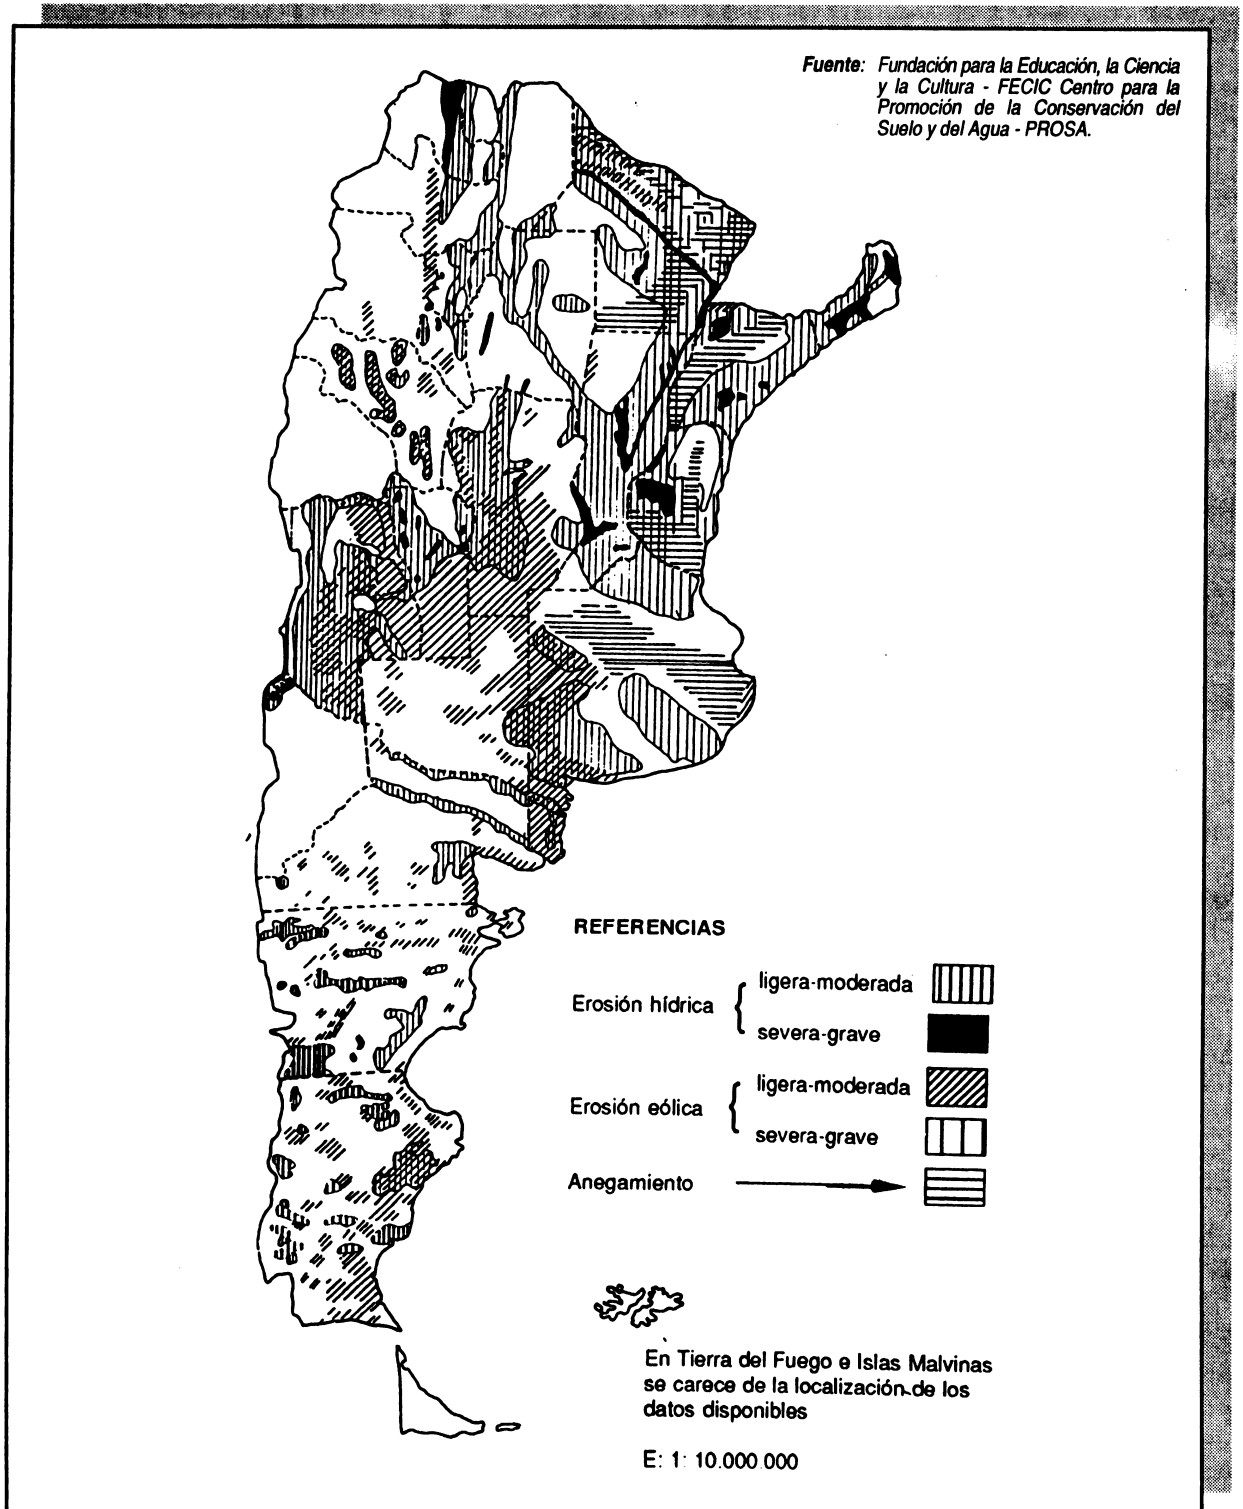 Fuente: Fundación para la Educación, la Ciencia
y la Cultura - FECIC Centro para la
Promoción de la Conservación del
Suelo y del Agua - PROSA.
REFERENCIAS
Erosión hídrica
ligera-moderada
severa-grave
Erosión eólica
ligera-moderada
severa-grave
Anegamiento
En Tierra del Fuego e Islas Malvinas
se carece de la localización de los
datos disponibles
E: 1: 10.000.000